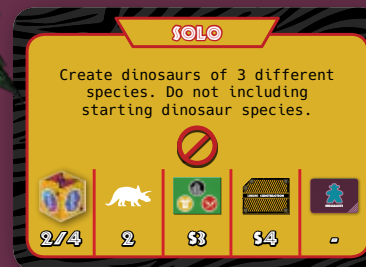 SOLO
Create dinosaurs of 3 different
species. Do not including
starting dinosaur species.
2/4 2 $3 $4 -